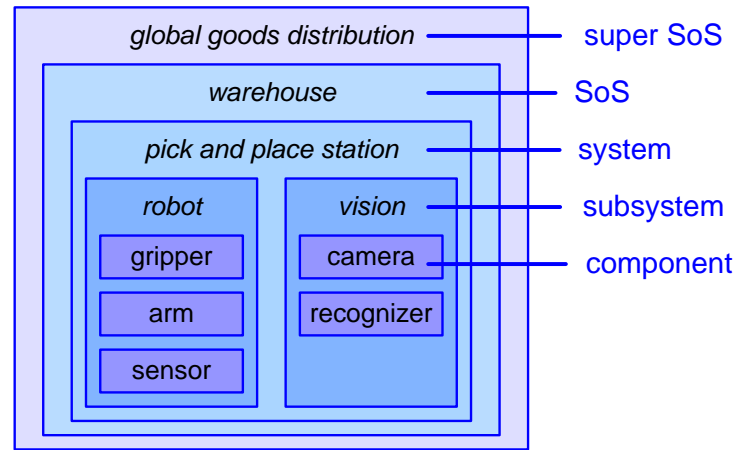 global goods distribution super SoS
warehouse SoS
pick and place station system
robot vision subsystem
gripper camera component
arm recognizer
sensor